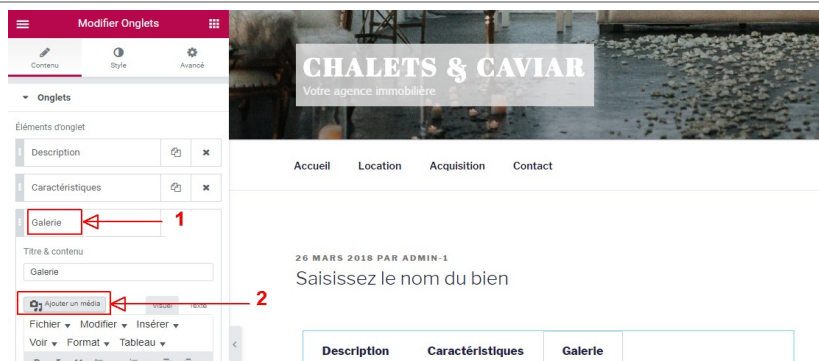 Modifier Onglets
Contenu Style Avancé
Onglets
Éléments d'onglet
Description
Caractéristiques
Galerie
1
Titre & contenu
Galerie
Ajouter un média
Visuel Texte
2
Fichier Modifier Insérer
Voir Format Tableau
CHALETS & CAVIAR
Votre agence immobilière
Accueil Location Acquisition Contact
26 MARS 2018 PAR ADMIN-1
Saisissez le nom du bien
Description Caractéristiques Galerie